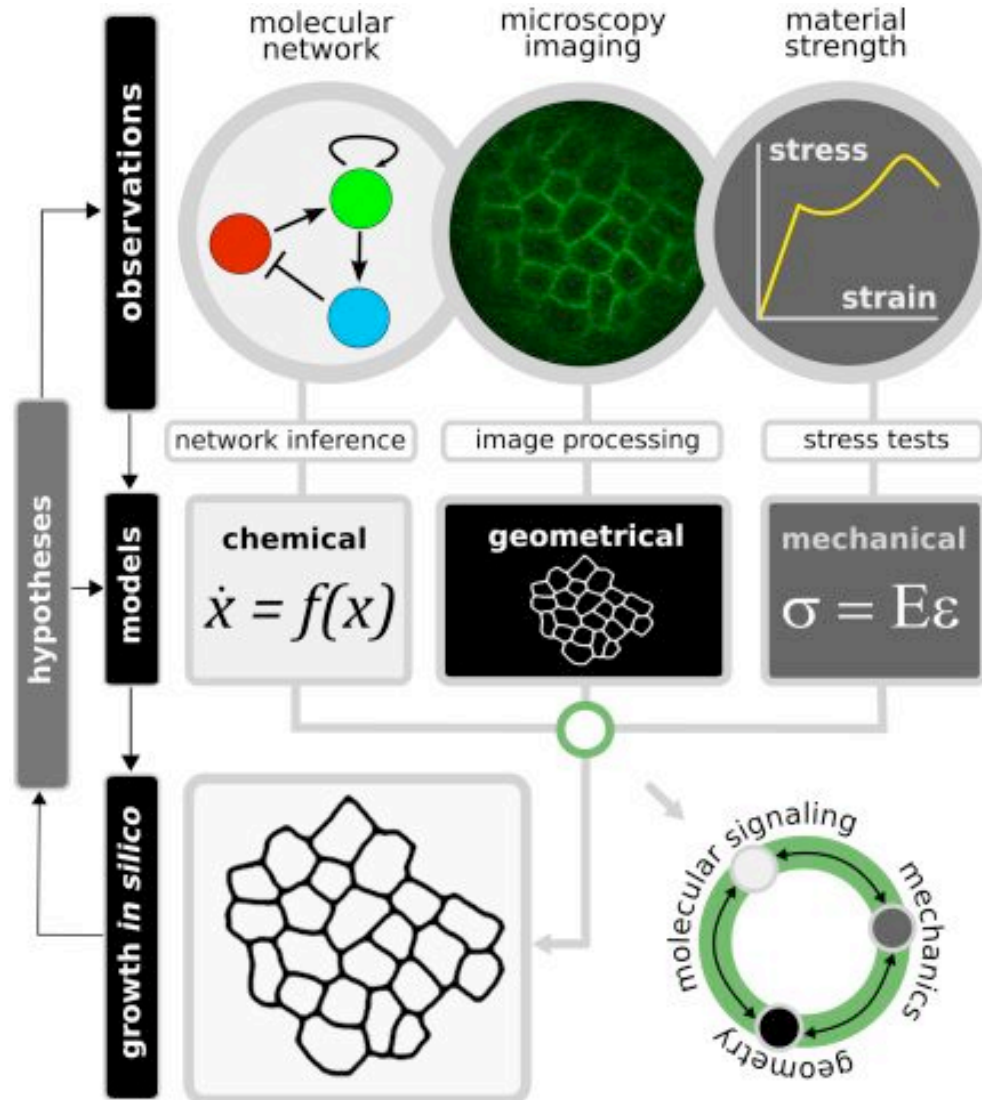 molecular
network
microscopy
imaging
material
strength
observations
stress
strain
network inference
image processing
stress tests
hypotheses
models
chemical
ẋ = f(x)
geometrical
mechanical
σ = Eε
growth in silico
molecular signaling
mechanics
geometry